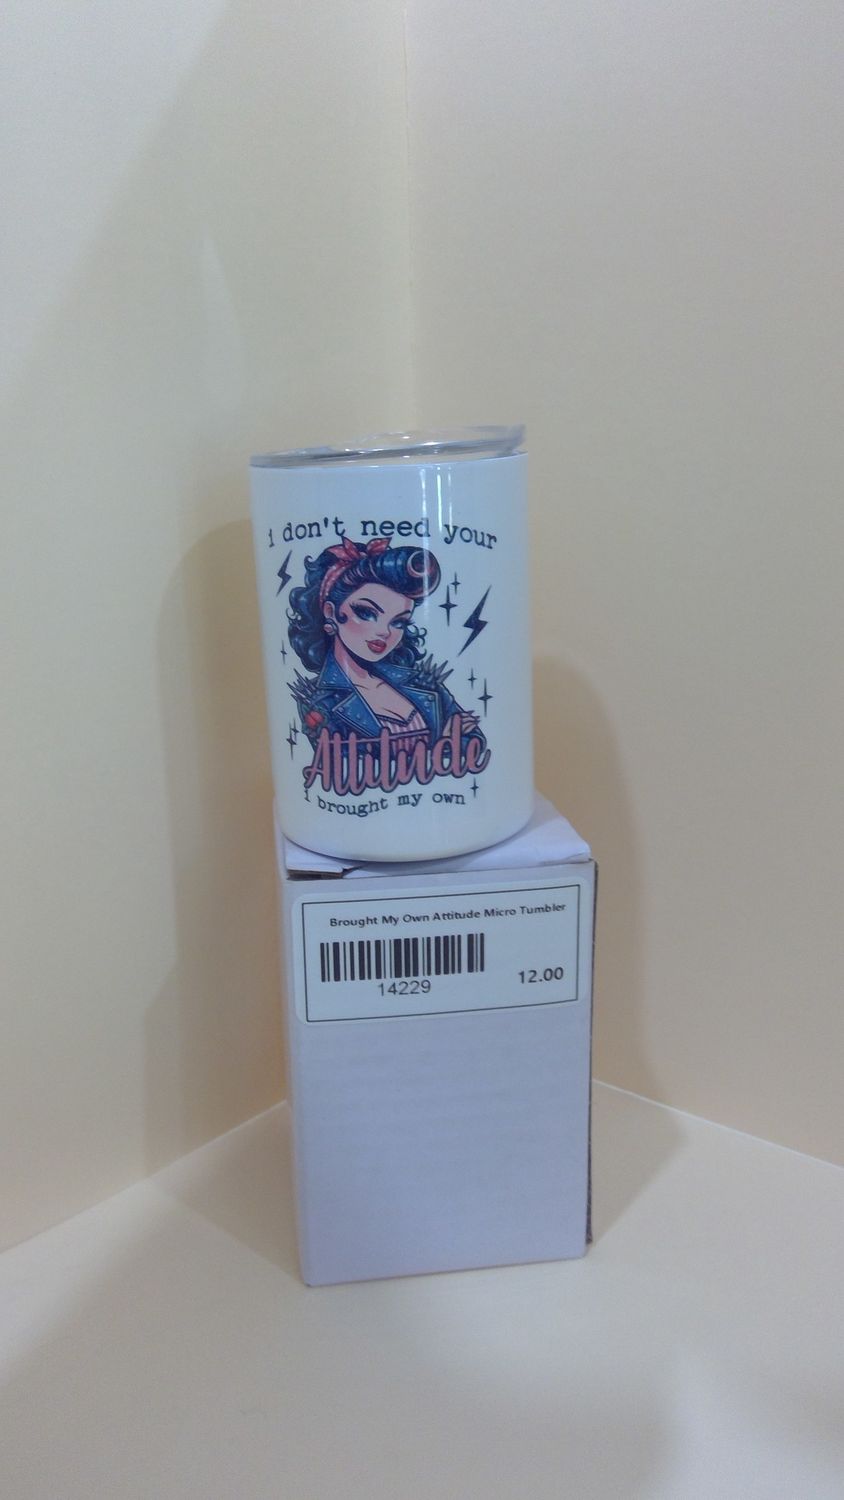 i don't need your
Attitude
i brought my own
Brought My Own Attitude Micro Tumbler
14229
12.00